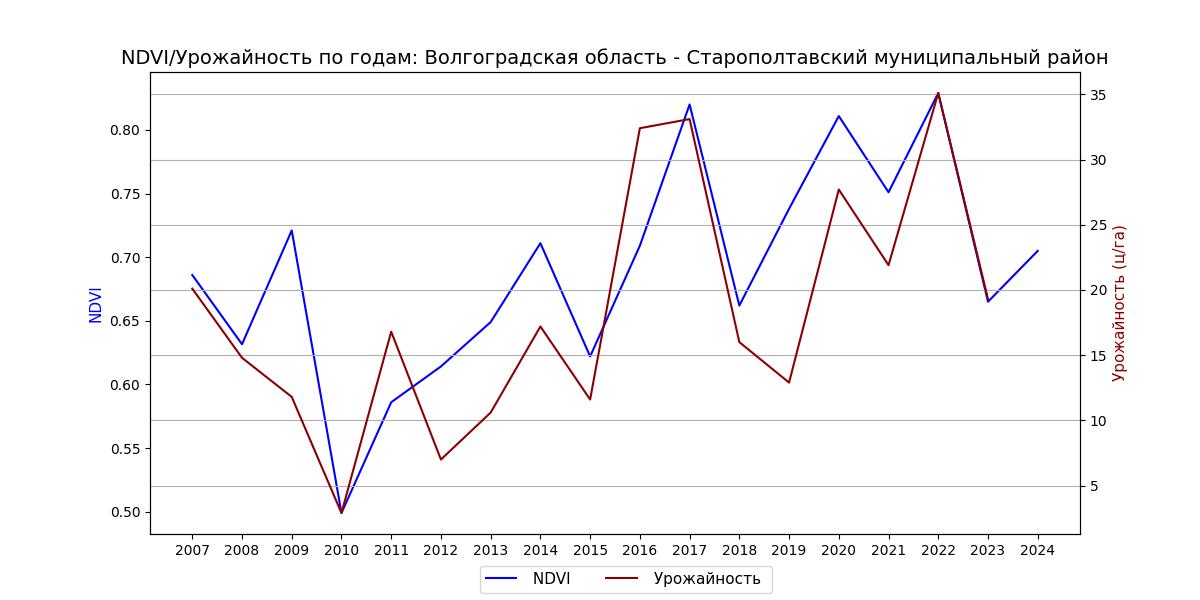 NDVI/Урожайность по годам: Волгоградская область - Старополтавский муниципальный район
0.80
0.75
0.70
0.65
0.60
0.55
0.50
NDVI
35
30
25
20
15
10
5
Урожайность (ц/га)
2007 2008 2009 2010 2011 2012 2013 2014 2015 2016 2017 2018 2019 2020 2021 2022 2023 2024
NDVI Урожайность